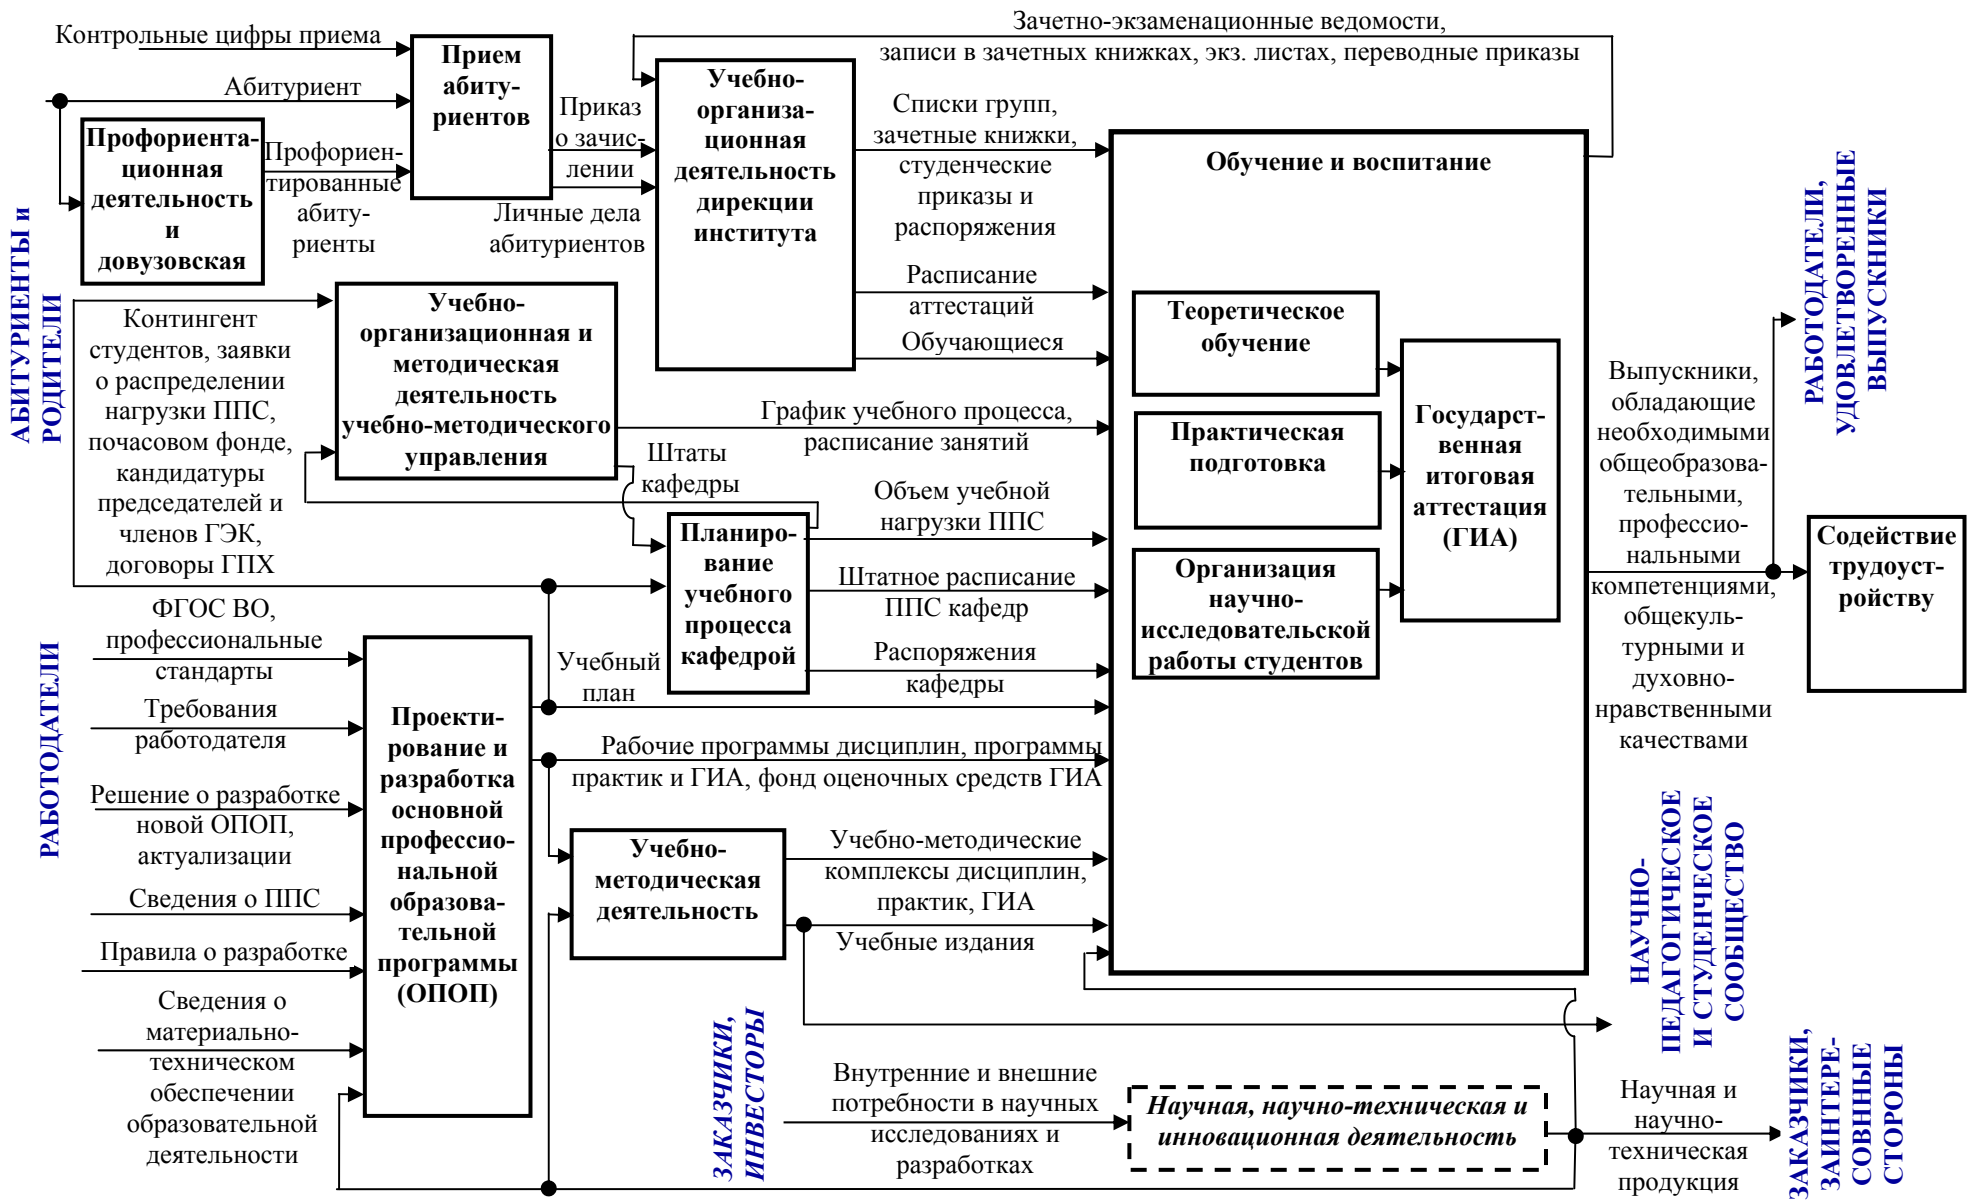 Контрольные цифры приема
Абитуриент
Прием
абиту-
риентов
Зачетно-экзаменационные ведомости,
записи в зачетных книжках, экз. листах, переводные приказы
Профориента-
ционная
деятельность
и
довузовская
Профориен-
тированные
абиту-
риенты
Приказ
о зачис-
лении
Личные дела
абитуриентов
Учебно-
организа-
ционная
деятельность
дирекции
института
Списки групп,
зачетные книжки,
студенческие
приказы и
распоряжения
Расписание
аттестаций
Обучающиеся
АБИТУРИЕНТЫ и
РОДИТЕЛИ
Контингент
студентов, заявки
о распределении
нагрузки ППС,
почасовом фонде,
кандидатуры
председателей и
членов ГЭК,
договоры ГПХ
Учебно-
организационная и
методическая
деятельность
учебно-методического
управления
График учебного процесса,
расписание занятий
Штаты
кафедры
Планиро-
вание
учебного
процесса
кафедрой
Объем учебной
нагрузки ППС
Штатное расписание
ППС кафедр
Распоряжения
кафедры
Учебный
план
Обучение и воспитание
Теоретическое
обучение
Практическая
подготовка
Организация
научно-
исследовательской
работы студентов
Государст-
венная
итоговая
аттестация
(ГИА)
Выпускники,
обладающие
необходимыми
общеобразова-
тельными,
профессио-
нальными
компетенциями,
общекуль-
турными и
духовно-
нравственными
качествами
РАБОТОДАТЕЛИ,
УДОВЛЕТВОРЕННЫЕ
ВЫПУСКНИКИ
Содействие
трудоуст-
ройству
РАБОТОДАТЕЛИ
ФГОС ВО,
профессиональные
стандарты
Требования
работодателя
Решение о разработке
новой ОПОП,
актуализации
Сведения о ППС
Правила о разработке
Сведения о
материально-
техническом
обеспечении
образовательной
деятельности
Проекти-
рование и
разработка
основной
профессио-
нальной
образова-
тельной
программы
(ОПОП)
Рабочие программы дисциплин, программы
практик и ГИА, фонд оценочных средств ГИА
Учебно-
методическая
деятельность
Учебно-методические
комплексы дисциплин,
практик, ГИА
Учебные издания
НАУЧНО-
ПЕДАГОГИЧЕСКОЕ
И СТУДЕНЧЕСКОЕ
СООБЩЕСТВО
ЗАКАЗЧИКИ,
ИНВЕСТОРЫ
Внутренние и внешние
потребности в научных
исследованиях и
разработках
Научная, научно-техническая и
инновационная деятельность
Научная и
научно-
техническая
продукция
ЗАКАЗЧИКИ,
ЗАИНТЕРЕ-
СОВНЫЕ
СТОРОНЫ